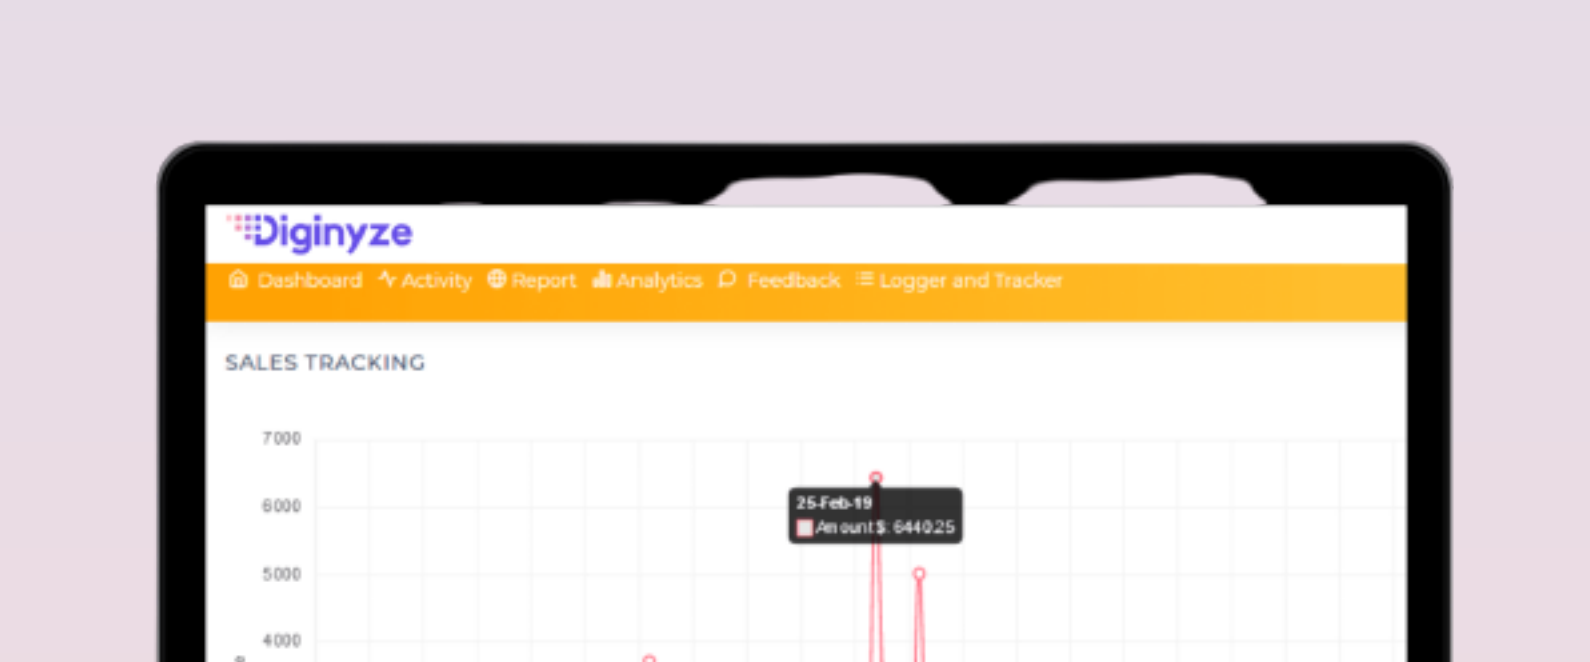 Diginyze
Dashboard Activity Report Analytics Feedback Logger and Tracker
SALES TRACKING
7000
6000
25-Feb-19
Amount $: 6440.25
5000
4000